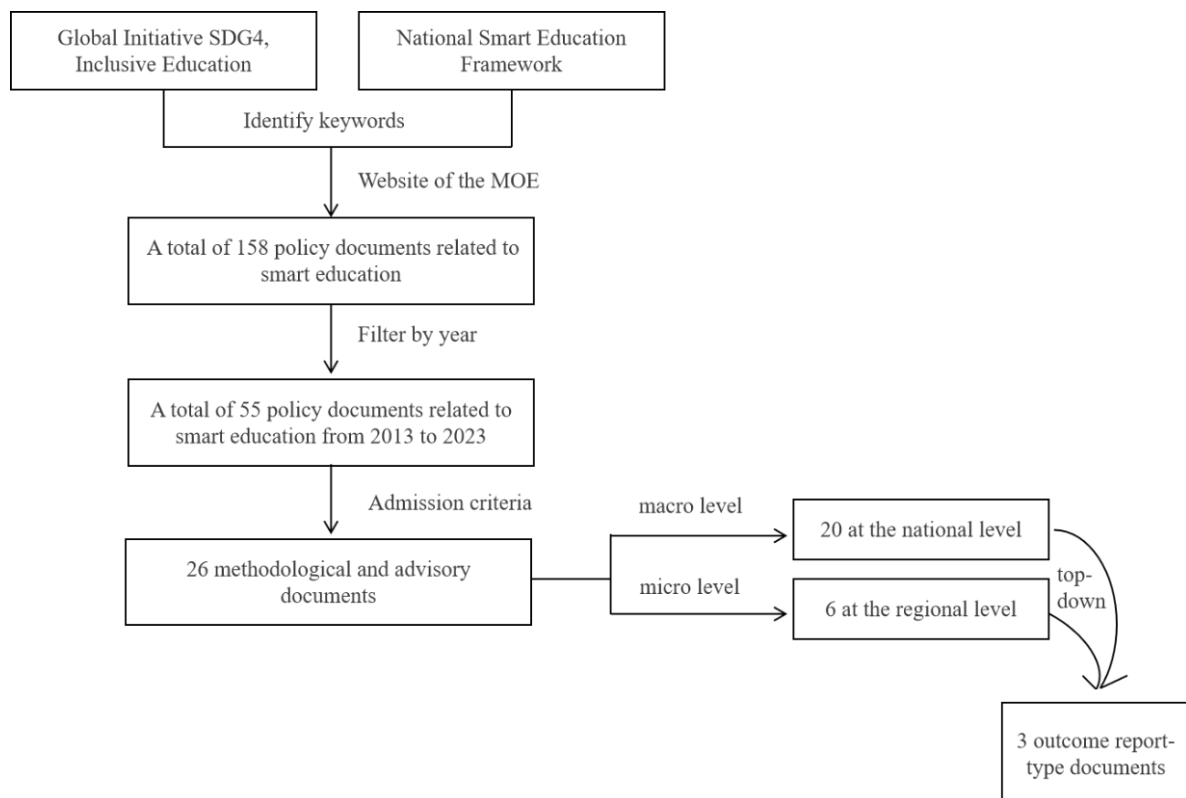 Global Initiative SDG4,
Inclusive Education
National Smart Education
Framework
Identify keywords
Website of the MOE
A total of 158 policy documents related to
smart education
Filter by year
A total of 55 policy documents related to
smart education from 2013 to 2023
Admission criteria
26 methodological and advisory
documents
macro level
20 at the national level
micro level
6 at the regional level
top-
down
3 outcome report-
type documents